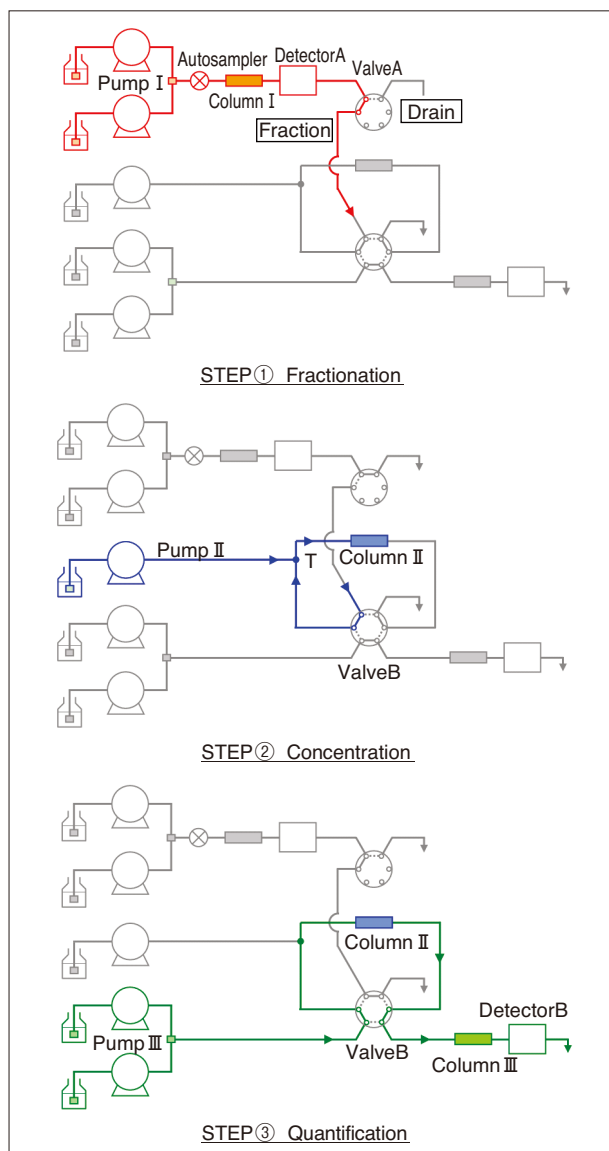 Autosampler
DetectorA
ValveA
Pump Ⅰ
Column Ⅰ
Drain
Fraction
STEP① Fractionation
Pump Ⅱ
T
Column Ⅱ
ValveB
STEP② Concentration
Column Ⅱ
DetectorB
Pump Ⅲ
ValveB
Column Ⅲ
STEP③ Quantification